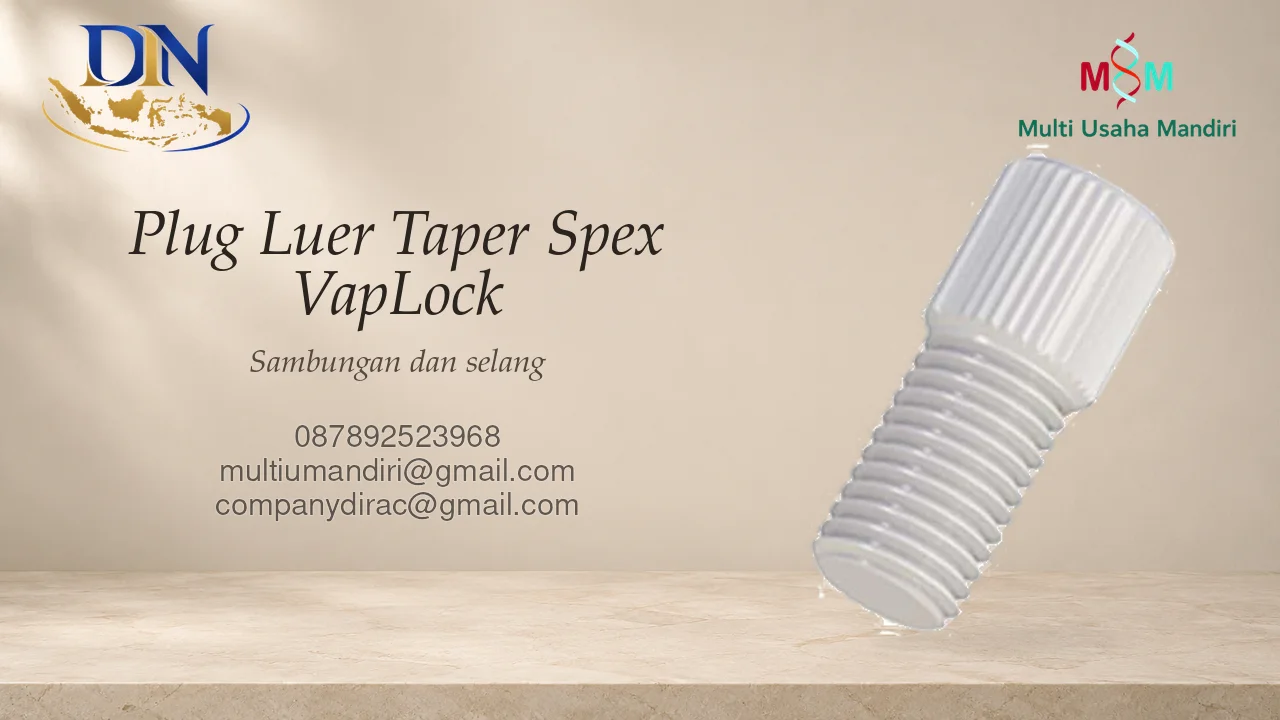 DN
M M
Multi Usaha Mandiri
Plug Luer Taper Spex
VapLock
Sambungan dan selang
087892523968
multiumandiri@gmail.com
companydirac@gmail.com